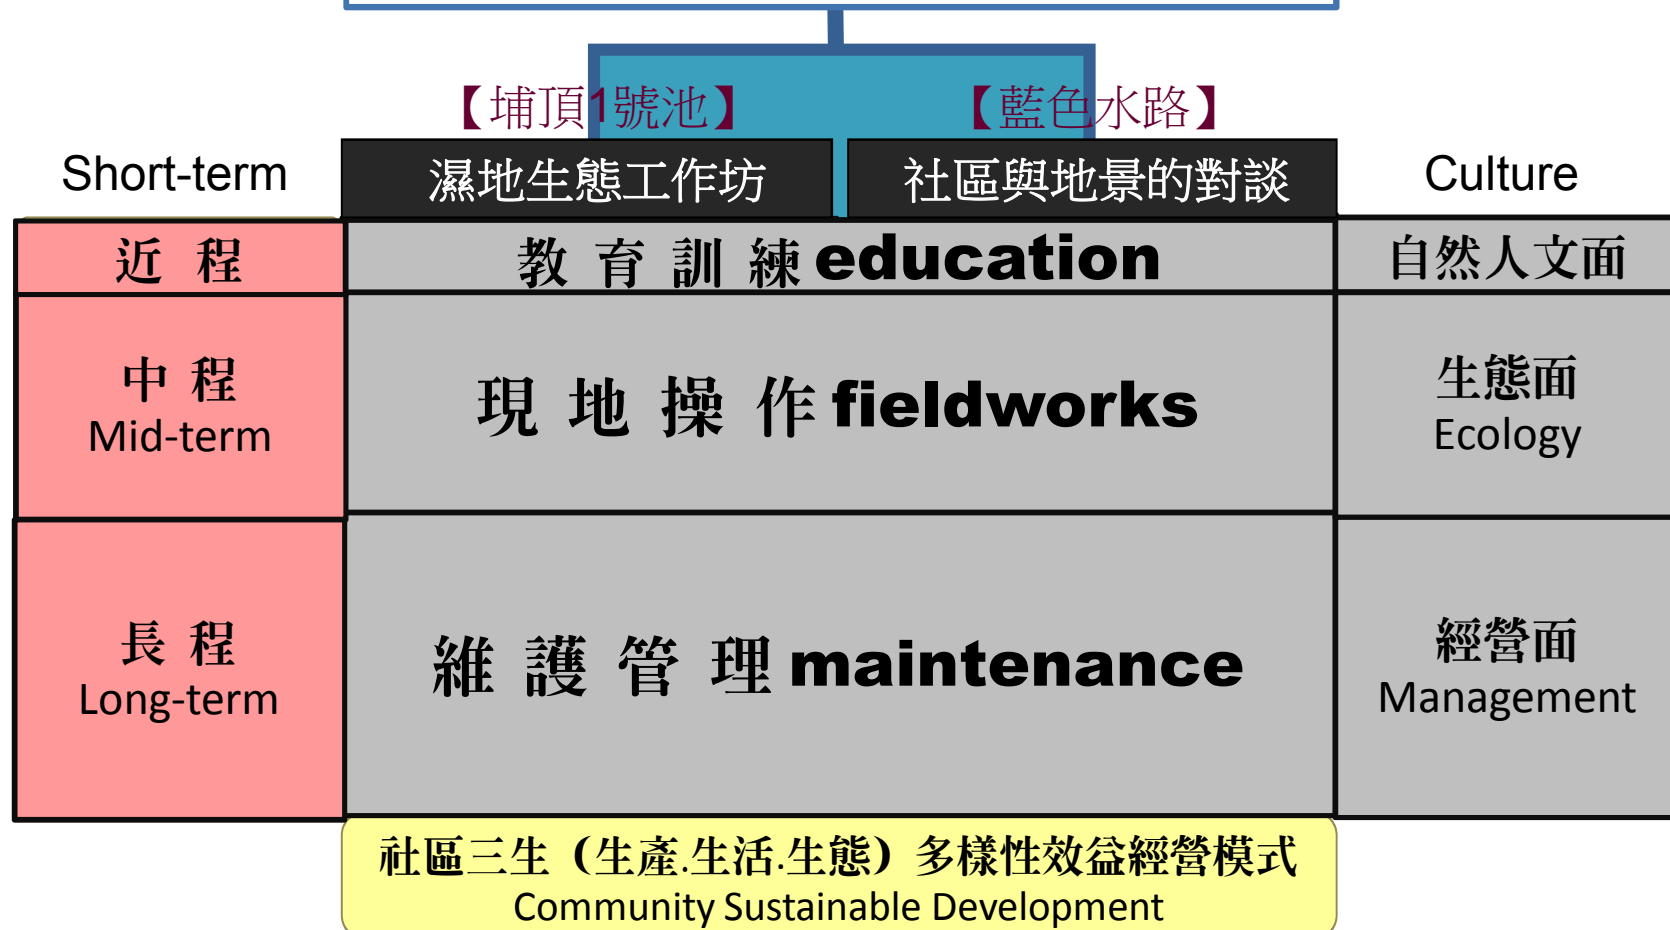 【埔頂1號池】
【藍色水路】
Short-term
濕地生態工作坊
社區與地景的對談
Culture
近 程
教 育 訓 練 education
自然人文面
中 程
Mid-term
現 地 操 作 fieldworks
生態面
Ecology
長 程
Long-term
維 護 管 理 maintenance
經營面
Management
社區三生（生產.生活.生態）多樣性效益經營模式
Community Sustainable Development